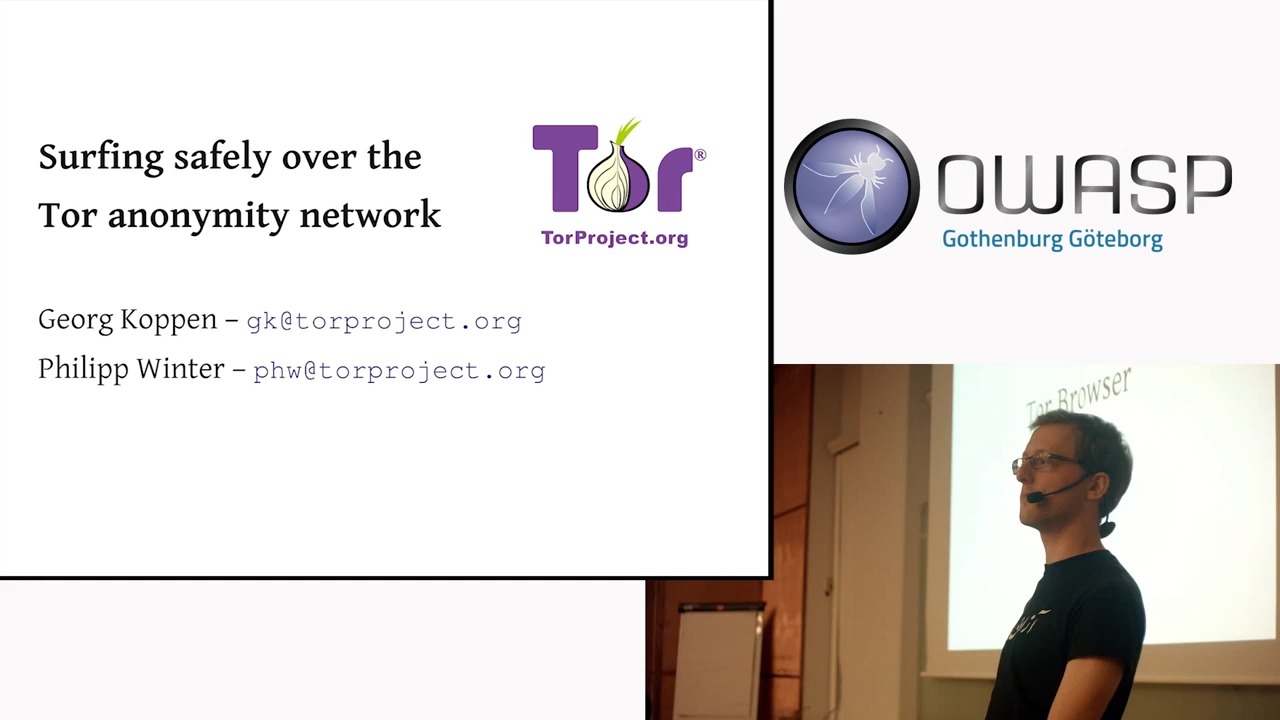 Surfing safely over the
Tor anonymity network
Tor®
TorProject.org
Georg Koppen – gk@torproject.org
Philipp Winter – phw@torproject.org
OWASP
Gothenburg Göteborg
Tor Browser